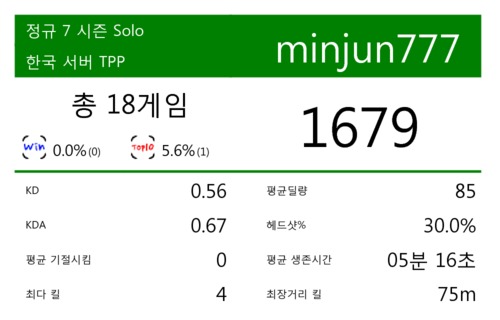 정규 7 시즌 Solo
한국 서버 TPP
minjun777
총 18게임
Win 0.0% (0)
Top10 5.6% (1)
1679
KD 0.56
평균딜량 85
KDA 0.67
헤드샷% 30.0%
평균 기절시킴 0
평균 생존시간 05분 16초
최다 킬 4
최장거리 킬 75m